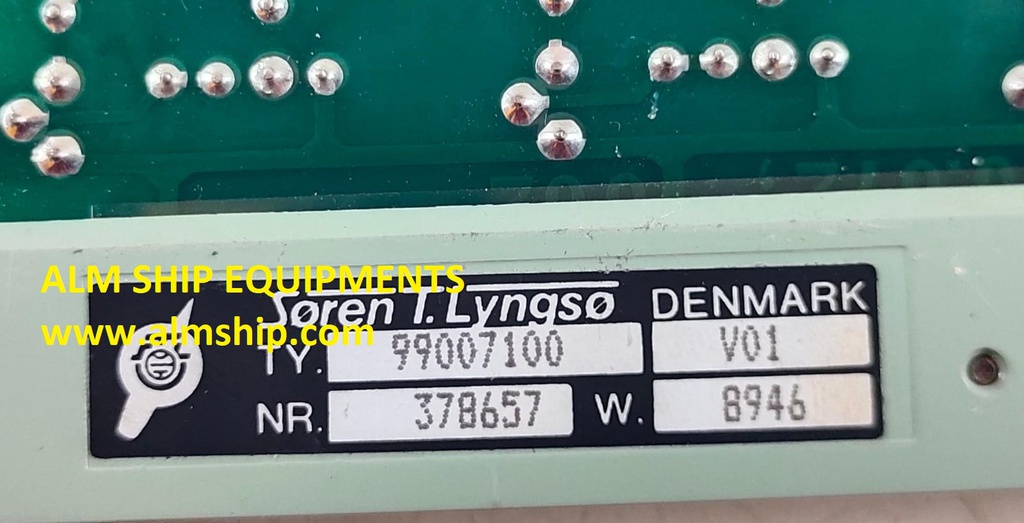 ALM SHIP EQUIPMENTS
www.almship.com
Søren T. Lyngsø DENMARK
TY. 99007100 V01
NR. 378657 W. 8946